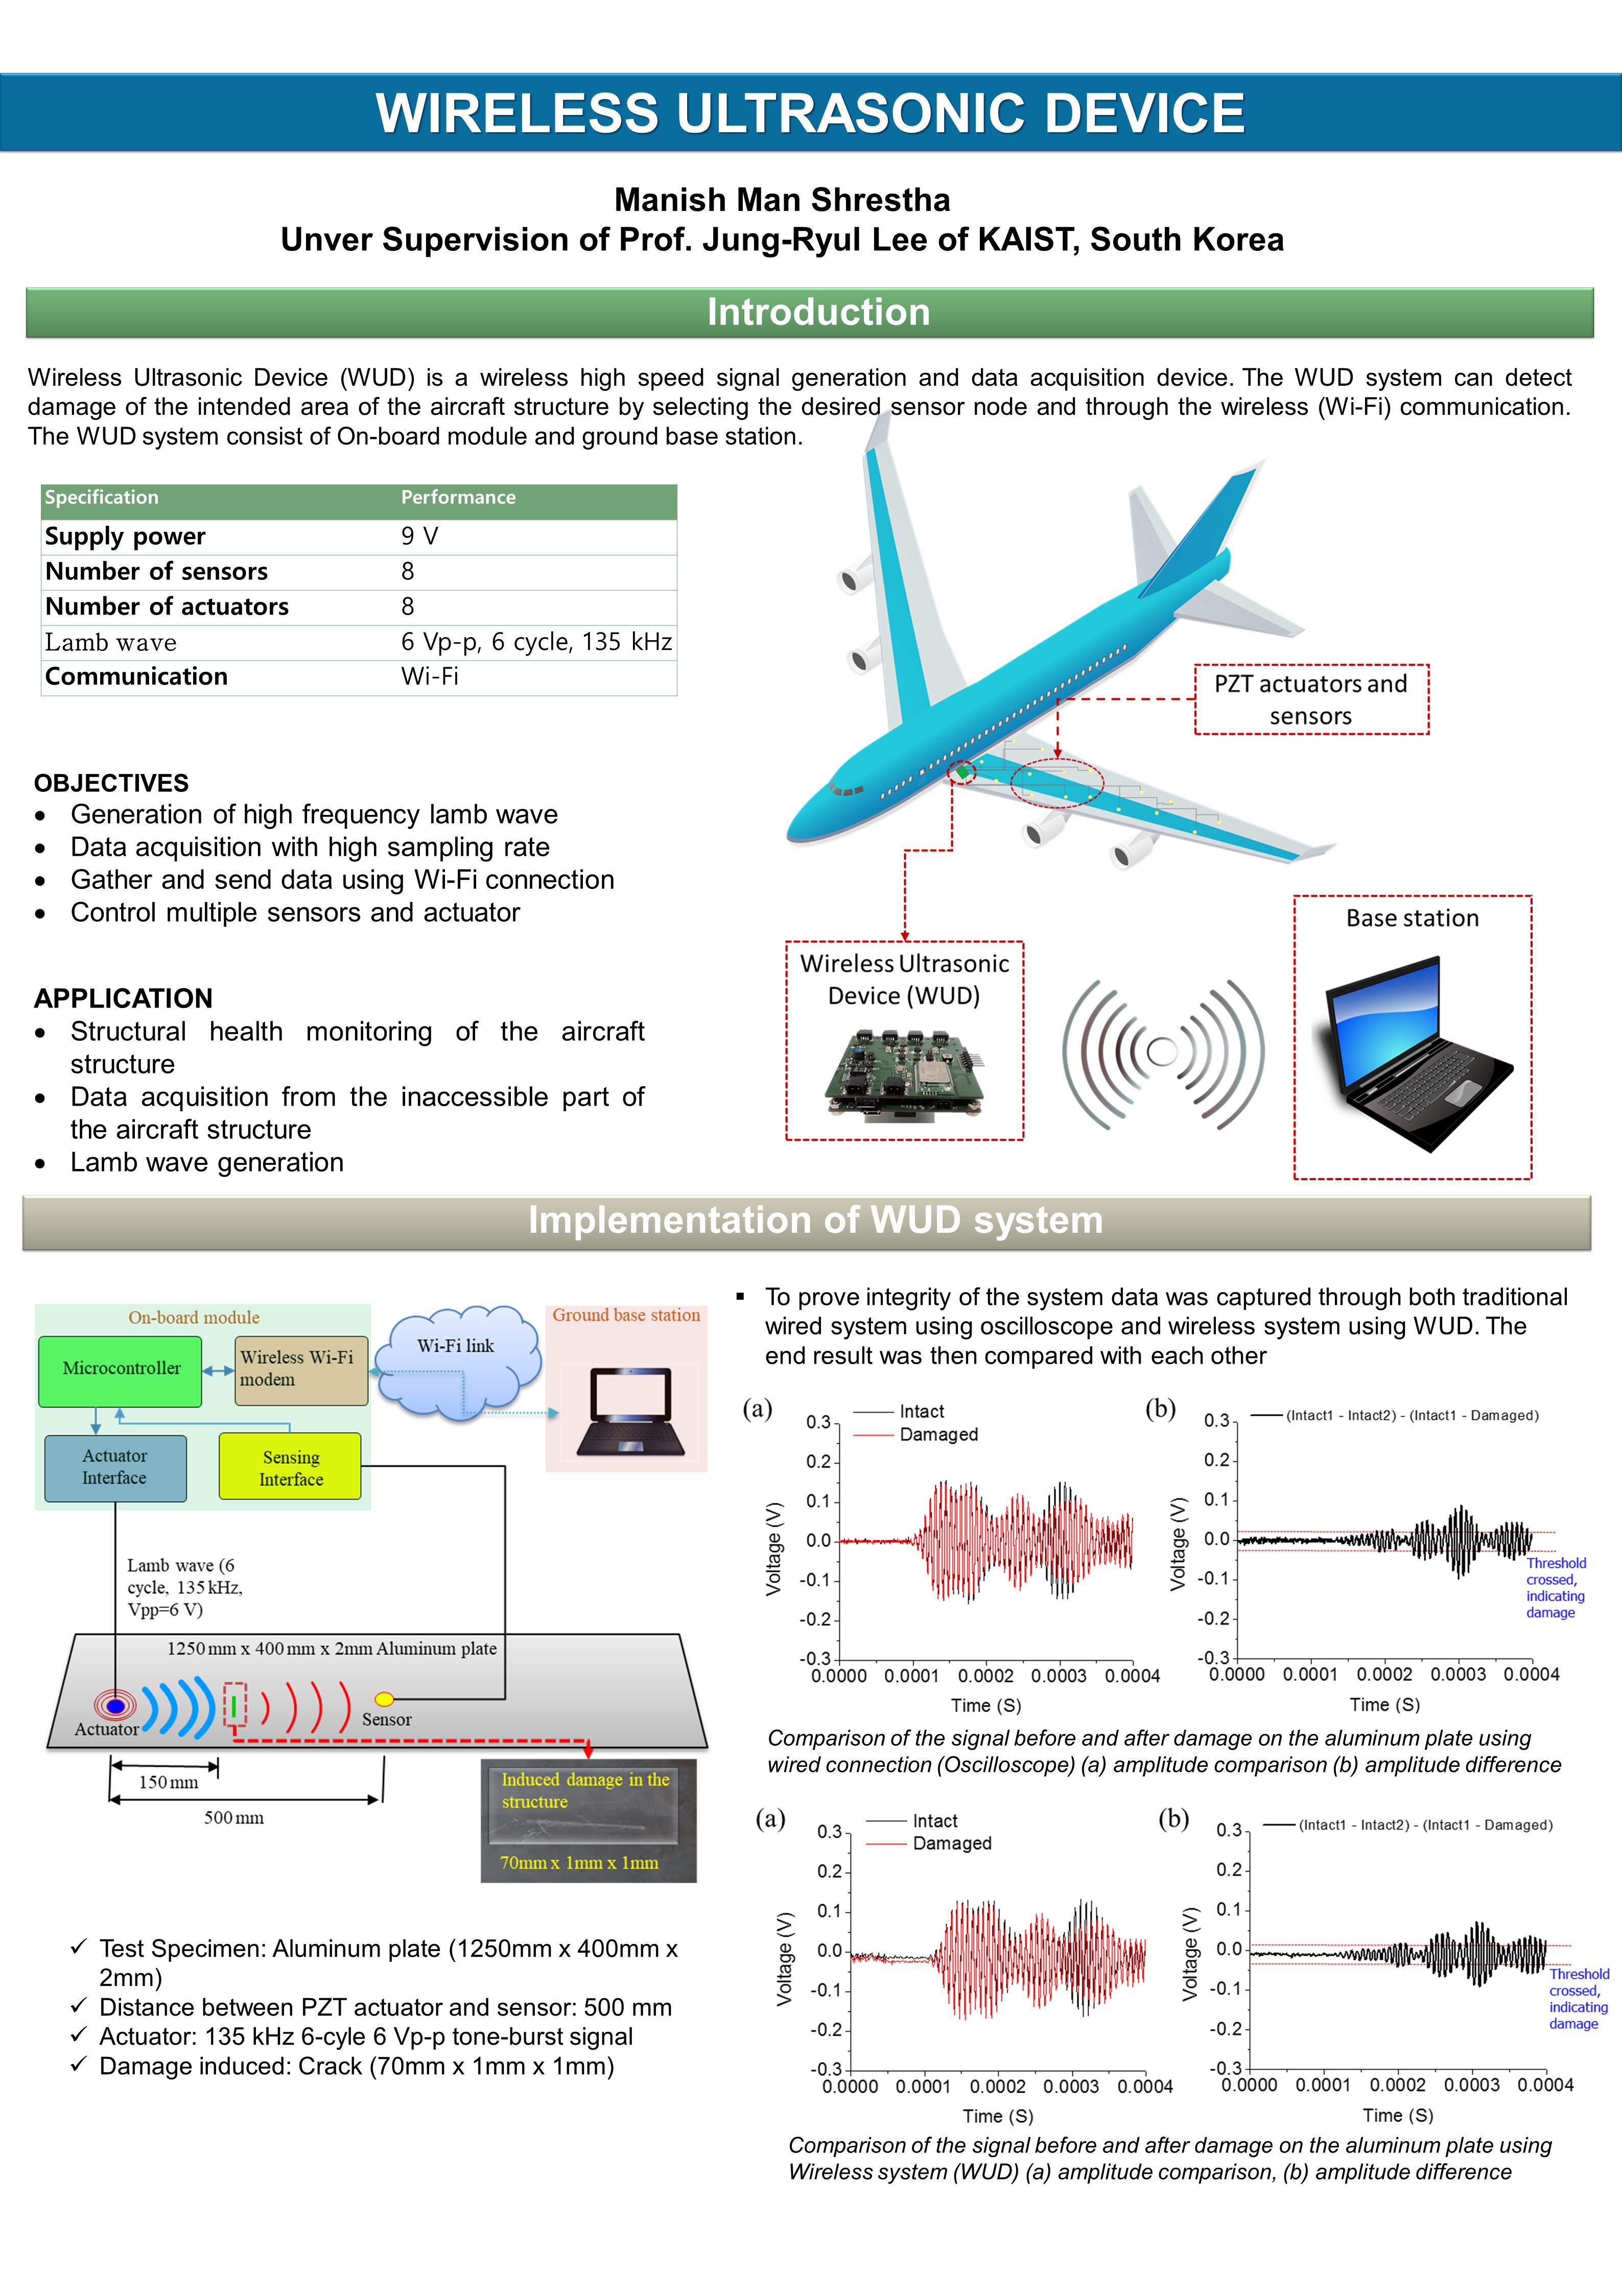 WIRELESS ULTRASONIC DEVICE
Manish Man Shrestha
Unver Supervision of Prof. Jung-Ryul Lee of KAIST, South Korea
Introduction
Wireless Ultrasonic Device (WUD) is a wireless high speed signal generation and data acquisition device. The WUD system can detect
damage of the intended area of the aircraft structure by selecting the desired sensor node and through the wireless (Wi-Fi) communication.
The WUD system consist of On-board module and ground base station.
Specification Performance
Supply power 9 V
Number of sensors 8
Number of actuators 8
Lamb wave 6 Vp-p, 6 cycle, 135 kHz
Communication Wi-Fi
OBJECTIVES
• Generation of high frequency lamb wave
• Data acquisition with high sampling rate
• Gather and send data using Wi-Fi connection
• Control multiple sensors and actuator
APPLICATION
• Structural health monitoring of the aircraft
structure
• Data acquisition from the inaccessible part of
the aircraft structure
• Lamb wave generation
PZT actuators and
sensors
Wireless Ultrasonic
Device (WUD)
Base station
Implementation of WUD system
On-board module
Microcontroller
Wireless Wi-Fi
modem
Actuator
Interface
Sensing
Interface
Wi-Fi link
Ground base station
Lamb wave (6
cycle, 135 kHz,
Vpp=6 V)
1250 mm x 400 mm x 2mm Aluminum plate
Actuator
Sensor
150 mm
500 mm
Induced damage in the
structure
70mm x 1mm x 1mm
✓ Test Specimen: Aluminum plate (1250mm x 400mm x
2mm)
✓ Distance between PZT actuator and sensor: 500 mm
✓ Actuator: 135 kHz 6-cyle 6 Vp-p tone-burst signal
✓ Damage induced: Crack (70mm x 1mm x 1mm)
▪ To prove integrity of the system data was captured through both traditional
wired system using oscilloscope and wireless system using WUD. The
end result was then compared with each other
(a)
Intact
Damaged
0.3
0.2
0.1
0.0
-0.1
-0.2
-0.3
Voltage (V)
0.0000 0.0001 0.0002 0.0003 0.0004
Time (S)
(b)
(Intact1 - Intact2) - (Intact1 - Damaged)
0.3
0.2
0.1
0.0
-0.1
-0.2
-0.3
Voltage (V)
Threshold
crossed,
indicating
damage
0.0000 0.0001 0.0002 0.0003 0.0004
Time (S)
Comparison of the signal before and after damage on the aluminum plate using
wired connection (Oscilloscope) (a) amplitude comparison (b) amplitude difference
(a)
Intact
Damaged
0.3
0.2
0.1
0.0
-0.1
-0.2
-0.3
Voltage (V)
0.0000 0.0001 0.0002 0.0003 0.0004
Time (S)
(b)
(Intact1 - Intact2) - (Intact1 - Damaged)
0.3
0.2
0.1
0.0
-0.1
-0.2
-0.3
Voltage (V)
Threshold
crossed,
indicating
damage
0.0000 0.0001 0.0002 0.0003 0.0004
Time (S)
Comparison of the signal before and after damage on the aluminum plate using
Wireless system (WUD) (a) amplitude comparison, (b) amplitude difference